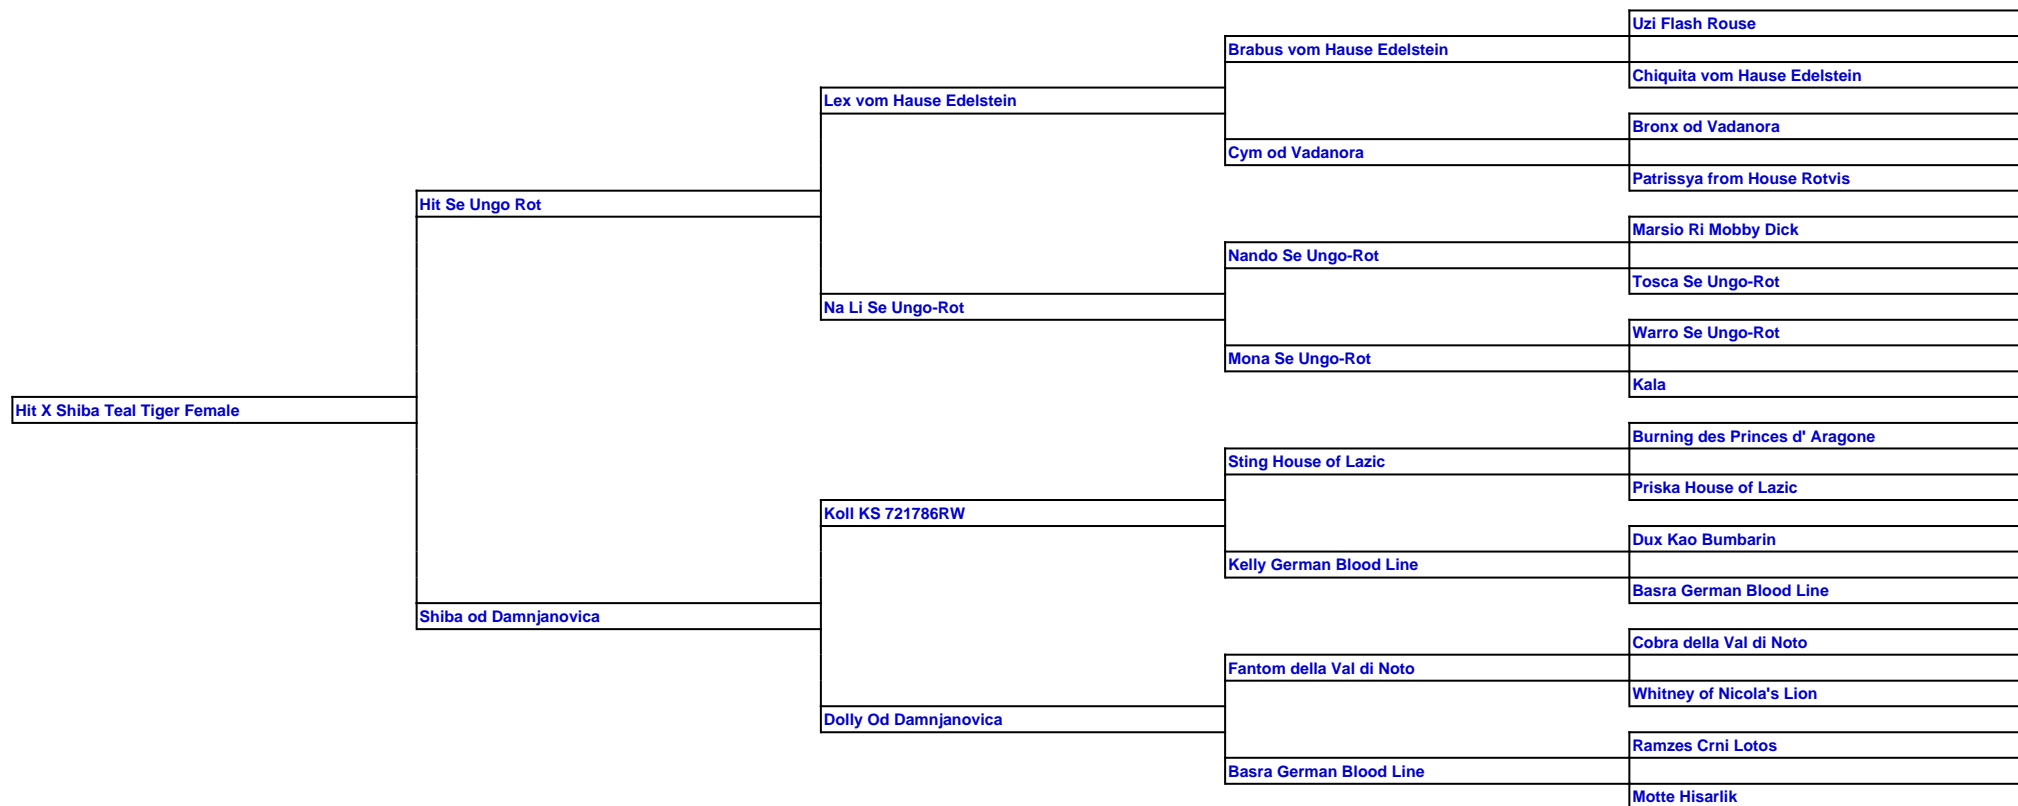 Uzi Flash Rouse
Brabus vom Hause Edelstein
Chiquita vom Hause Edelstein
Lex vom Hause Edelstein
Bronx od Vadanora
Cym od Vadanora
Patrissya from House Rotvis
Hit Se Ungo Rot
Marsio Ri Mobby Dick
Nando Se Ungo-Rot
Tosca Se Ungo-Rot
Na Li Se Ungo-Rot
Warro Se Ungo-Rot
Mona Se Ungo-Rot
Kala
Hit X Shiba Teal Tiger Female
Burning des Princes d' Aragone
Sting House of Lazic
Priska House of Lazic
Koll KS 721786RW
Dux Kao Bumbarin
Kelly German Blood Line
Basra German Blood Line
Shiba od Damnjanovica
Cobra della Val di Noto
Fantom della Val di Noto
Whitney of Nicola's Lion
Dolly Od Damnjanovica
Ramzes Crni Lotos
Basra German Blood Line
Motte Hisarlik